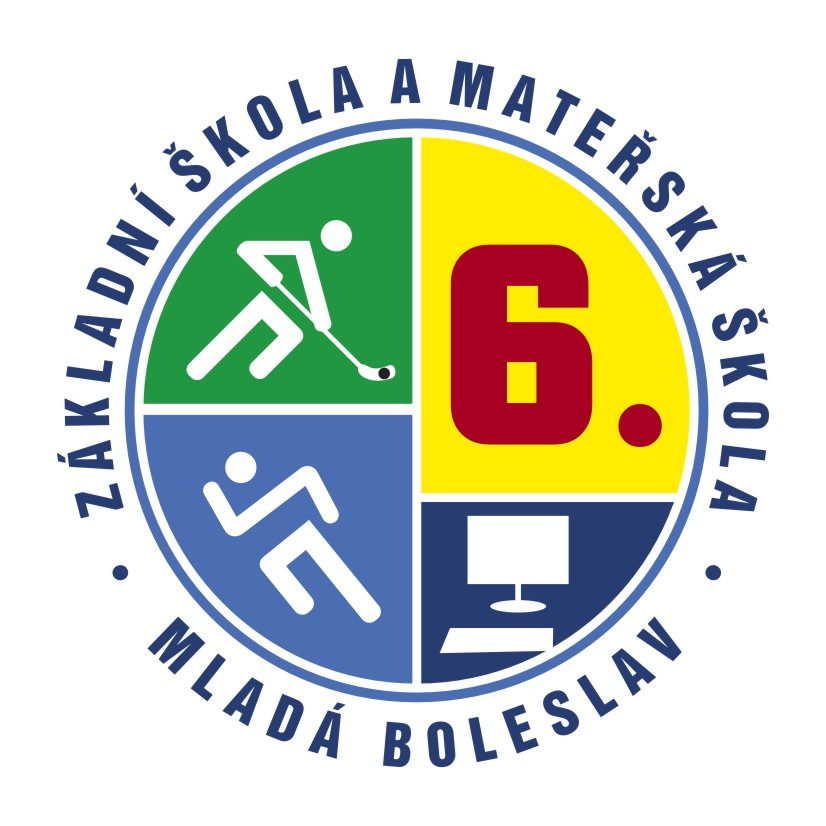 ZÁKLADNÍ ŠKOLA A MATEŘSKÁ ŠKOLA
6.
• MLADÁ BOLESLAV •